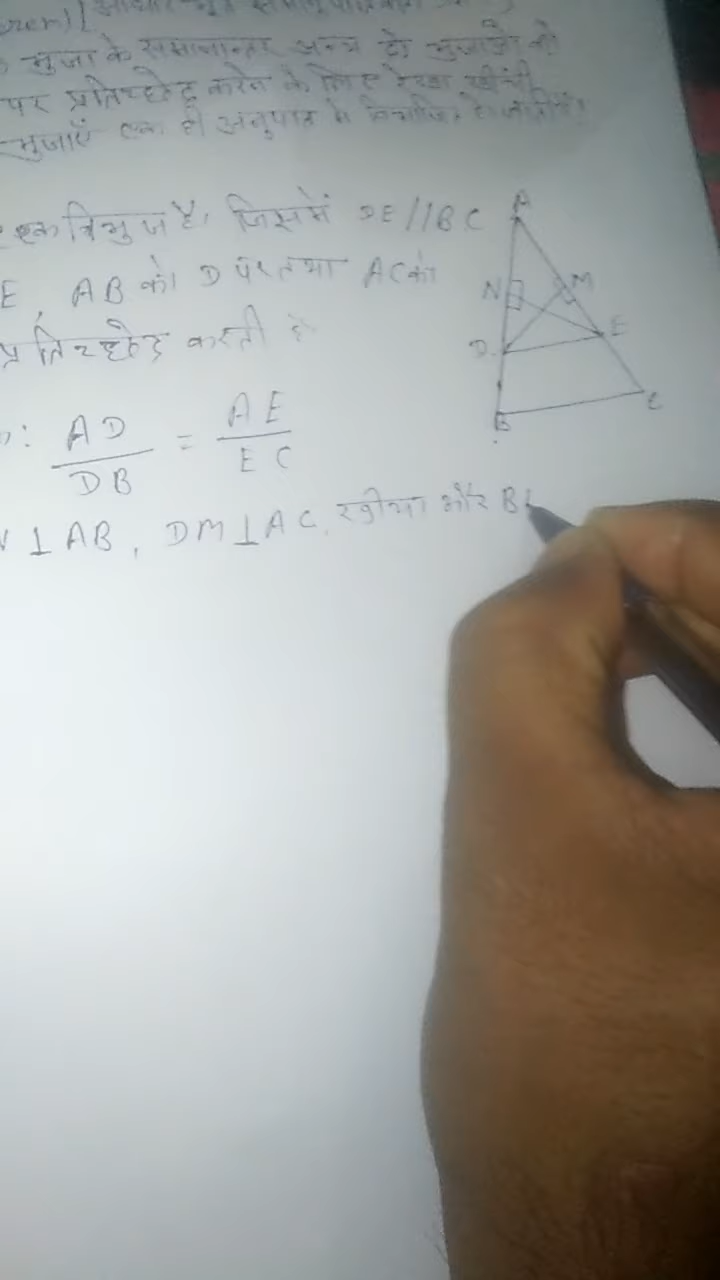 भुजा के समानान्तर अन्य दो भुजाओं को
पर प्रतिच्छेद करने के लिए रेखा खींची
भुजाएँ एक ही अनुपात में विभाजित हो जाती है।
एक त्रिभुज है, जिसमें DE//BC
E, AB को D पर तथा AC को
प्रतिच्छेद करती है
AD/DB = AE/EC
⊥AB, DM⊥AC, खींचा और B
A
N
M
D
E
B
C